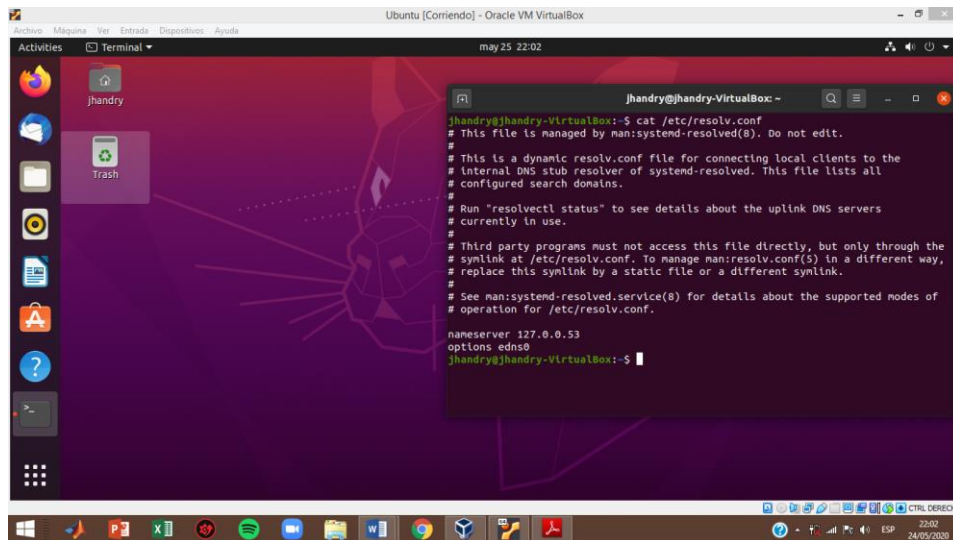 Ubuntu [Corriendo] - Oracle VM VirtualBox
Archivo Máquina Ver Entrada Dispositivos Ayuda
Activities Terminal may 25 22:02
jhandry
Trash
jhandry@jhandry-VirtualBox: ~
jhandry@jhandry-VirtualBox:~$ cat /etc/resolv.conf
# This file is managed by man:systemd-resolved(8). Do not edit.
#
# This is a dynamic resolv.conf file for connecting local clients to the
# internal DNS stub resolver of systemd-resolved. This file lists all
# configured search domains.
#
# Run "resolvectl status" to see details about the uplink DNS servers
# currently in use.
#
# Third party programs must not access this file directly, but only through the
# symlink at /etc/resolv.conf. To manage man:resolv.conf(5) in a different way,
# replace this symlink by a static file or a different symlink.
#
# See man:systemd-resolved.service(8) for details about the supported modes of
# operation for /etc/resolv.conf.

nameserver 127.0.0.53
options edns0
jhandry@jhandry-VirtualBox:~$
CTRL DERECH
ESP 22:02
24/05/2020